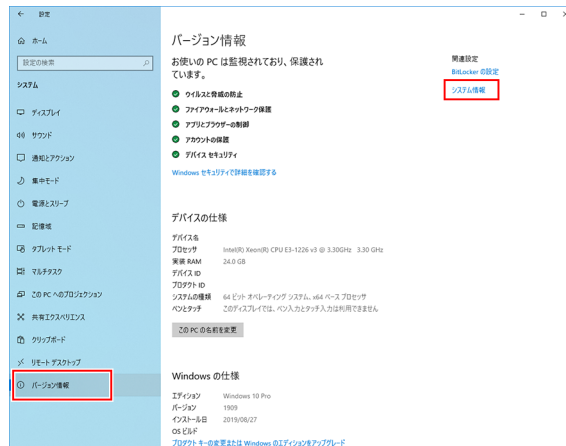 ← 設定
ホーム
設定の検索
システム
ディスプレイ
サウンド
通知とアクション
集中モード
電源とスリープ
記憶域
タブレット モード
マルチタスク
この PC へのプロジェクション
共有エクスペリエンス
クリップボード
リモート デスクトップ
バージョン情報
バージョン情報
お使いの PC は監視されており、保護され
ています。
ウイルスと脅威の防止
ファイアウォールとネットワーク保護
アプリとブラウザーの制御
アカウントの保護
デバイス セキュリティ
Windows セキュリティで詳細を確認する
デバイスの仕様
デバイス名
プロセッサ Intel(R) Xeon(R) CPU E3-1226 v3 @ 3.30GHz 3.30 GHz
実装 RAM 24.0 GB
デバイス ID
プロダクト ID
システムの種類 64 ビット オペレーティング システム、x64 ベース プロセッサ
ペンとタッチ このディスプレイでは、ペン入力とタッチ入力は利用できません
この PC の名前を変更
Windows の仕様
エディション Windows 10 Pro
バージョン 1909
インストール日 2019/08/27
OS ビルド
プロダクト キーの変更または Windows のエディションをアップグレード
関連設定
BitLocker の設定
システム情報